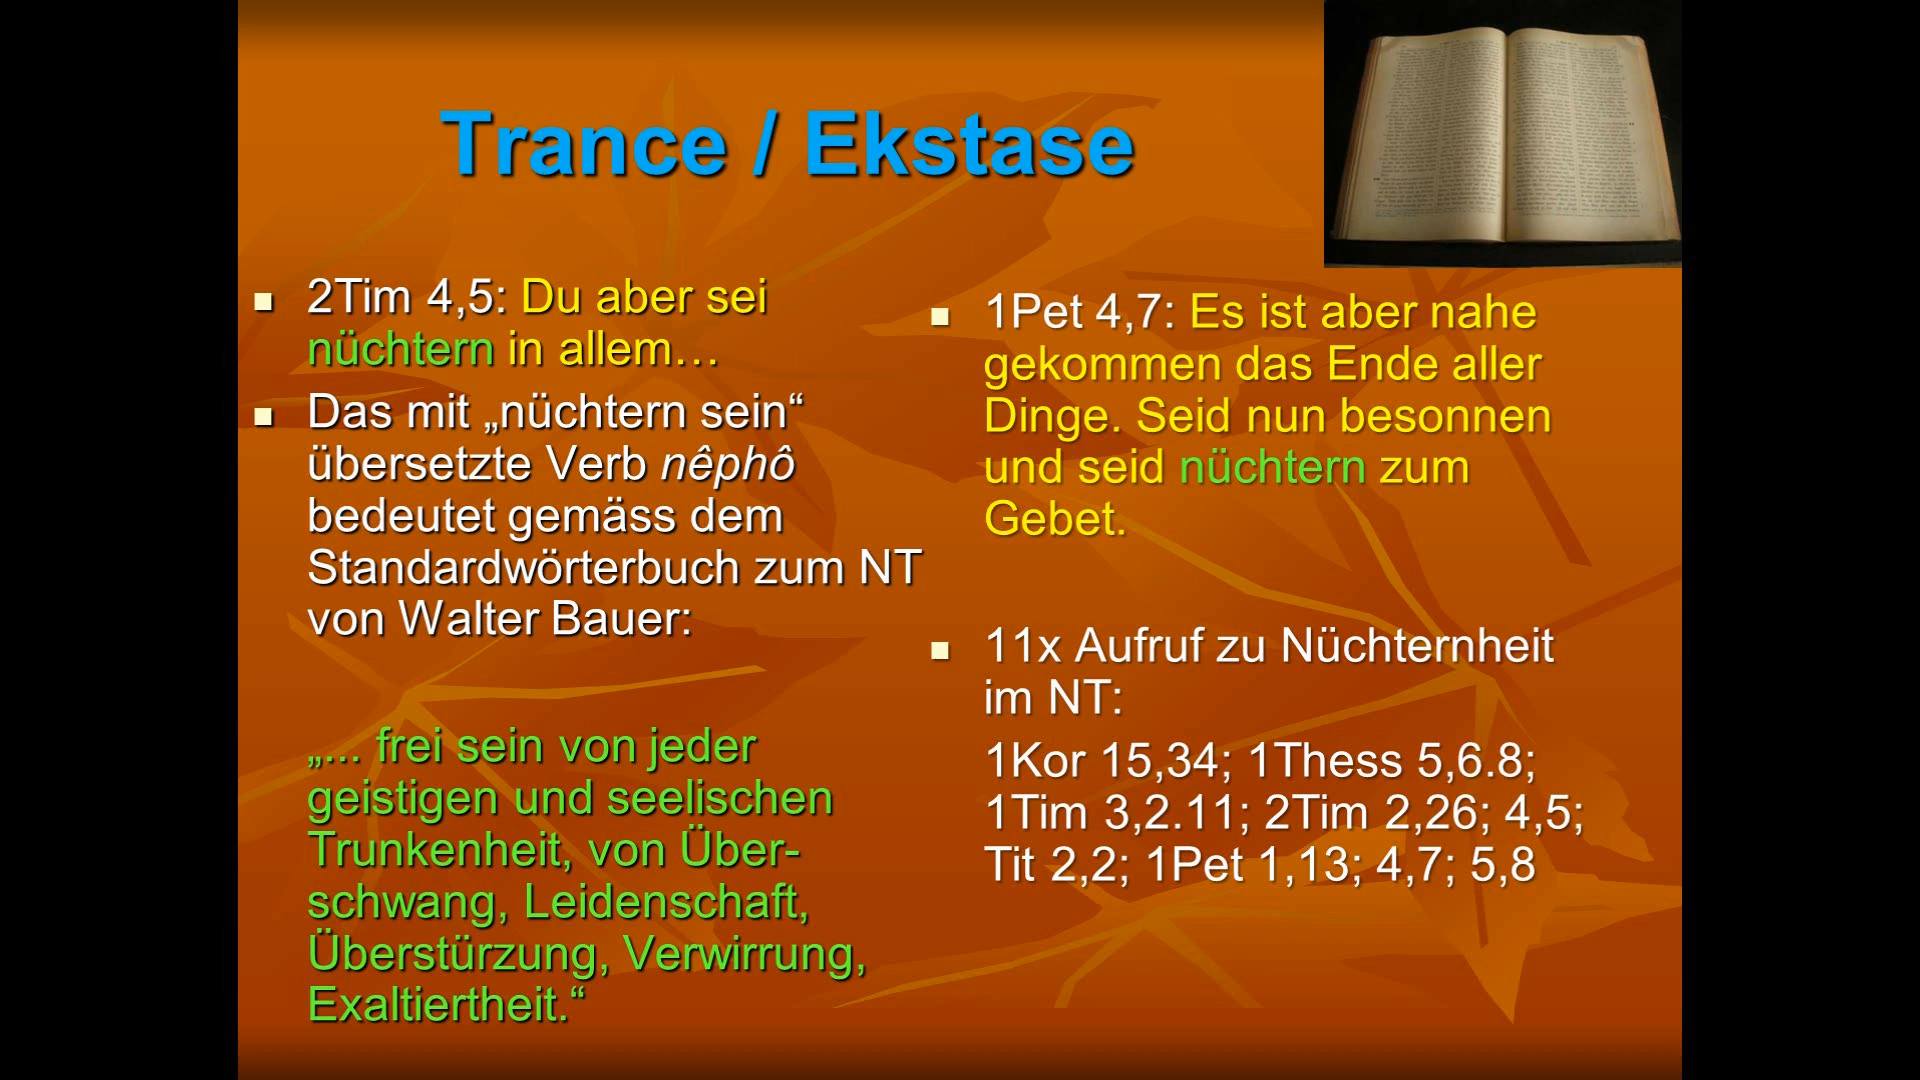 Trance / Ekstase
2Tim 4,5: Du aber sei
nüchtern in allem…
Das mit „nüchtern sein“
übersetzte Verb nêphô
bedeutet gemäss dem
Standardwörterbuch zum NT
von Walter Bauer:
„... frei sein von jeder
geistigen und seelischen
Trunkenheit, von Über-
schwang, Leidenschaft,
Überstürzung, Verwirrung,
Exaltiertheit.“
1Pet 4,7: Es ist aber nahe
gekommen das Ende aller
Dinge. Seid nun besonnen
und seid nüchtern zum
Gebet.
11x Aufruf zu Nüchternheit
im NT:
1Kor 15,34; 1Thess 5,6.8;
1Tim 3,2.11; 2Tim 2,26; 4,5;
Tit 2,2; 1Pet 1,13; 4,7; 5,8